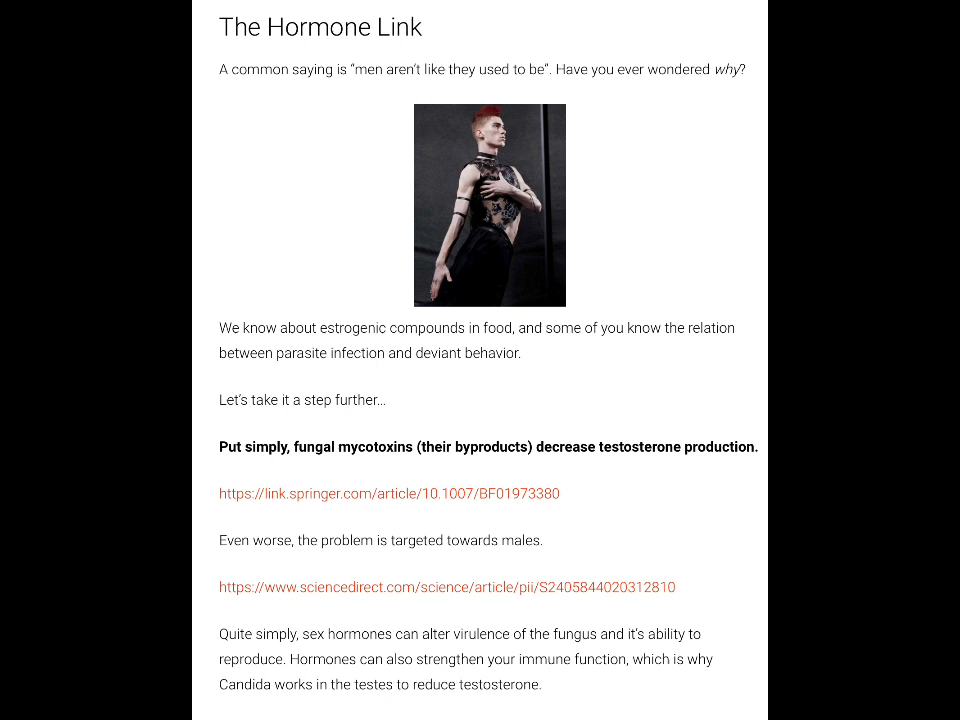 The Hormone Link
A common saying is “men aren’t like they used to be”. Have you ever wondered why?
We know about estrogenic compounds in food, and some of you know the relation
between parasite infection and deviant behavior.
Let’s take it a step further…
Put simply, fungal mycotoxins (their byproducts) decrease testosterone production.
https://link.springer.com/article/10.1007/BF01973380
Even worse, the problem is targeted towards males.
https://www.sciencedirect.com/science/article/pii/S2405844020312810
Quite simply, sex hormones can alter virulence of the fungus and it’s ability to
reproduce. Hormones can also strengthen your immune function, which is why
Candida works in the testes to reduce testosterone.